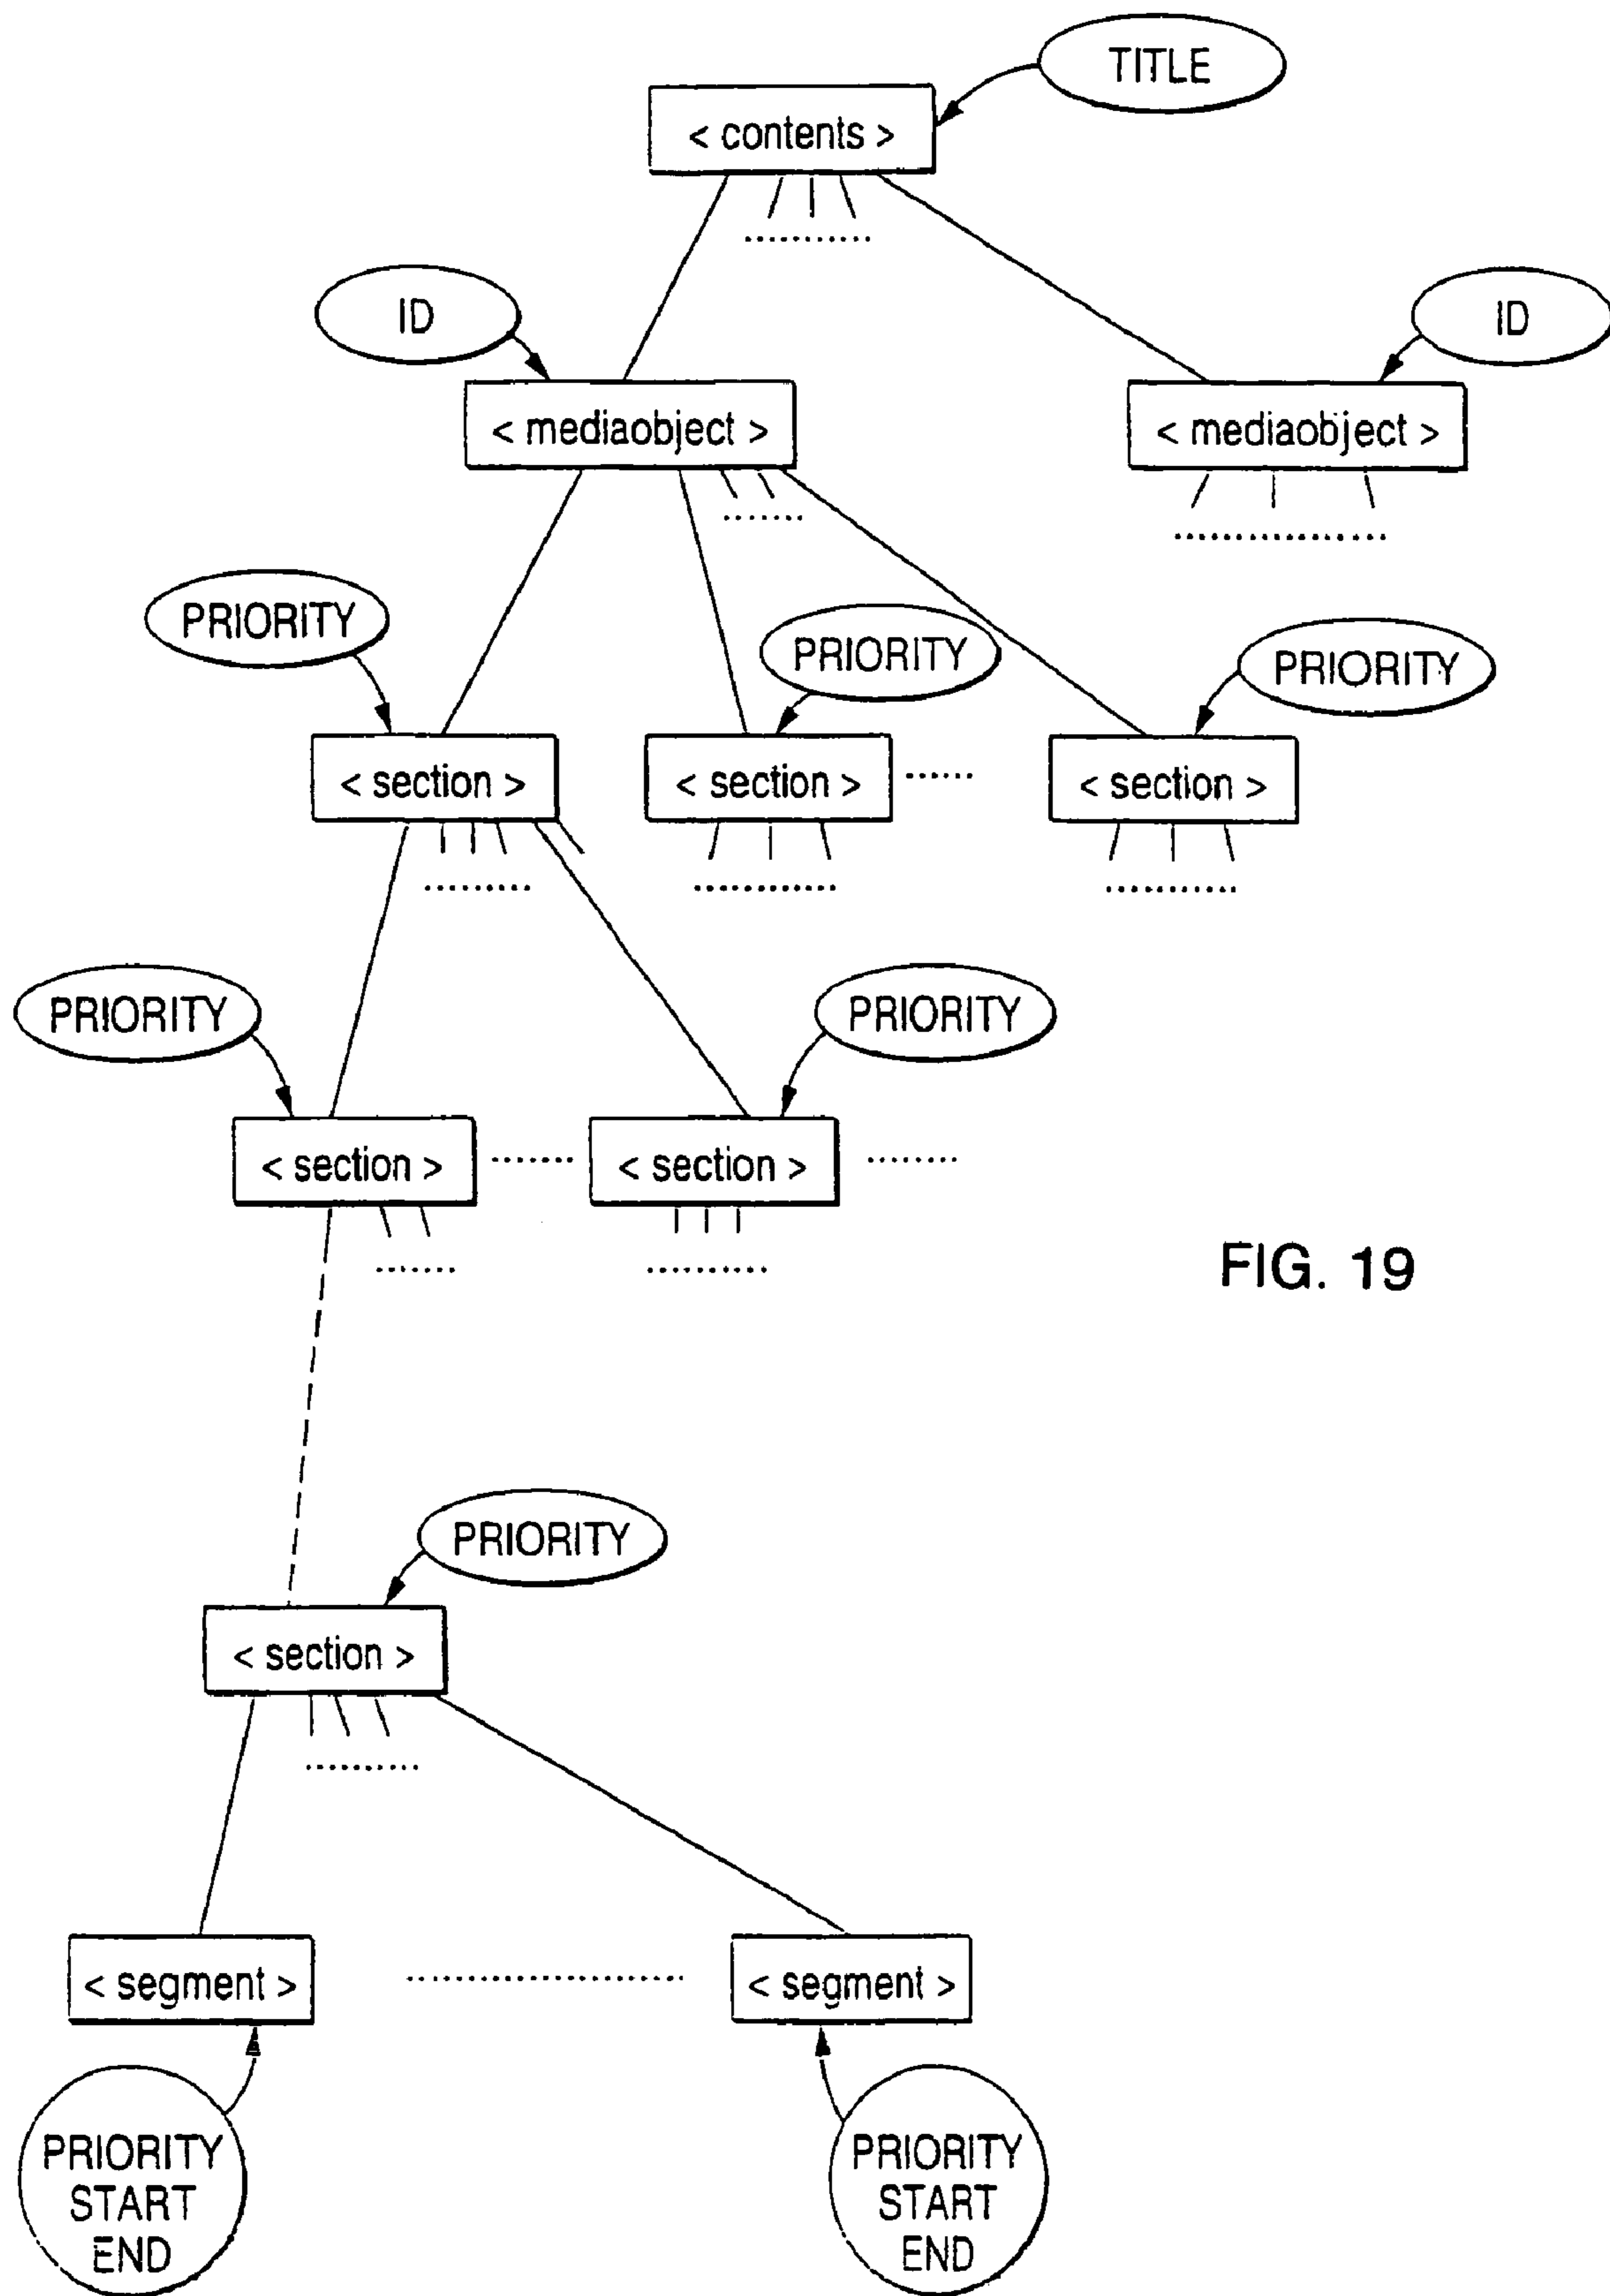 TITLE
< contents >
ID
ID
< mediaobject >
< mediaobject >
PRIORITY
PRIORITY
PRIORITY
< section >
< section >
< section >
PRIORITY
PRIORITY
< section >
< section >
FIG. 19
PRIORITY
< section >
< segment >
< segment >
PRIORITY
START
END
PRIORITY
START
END